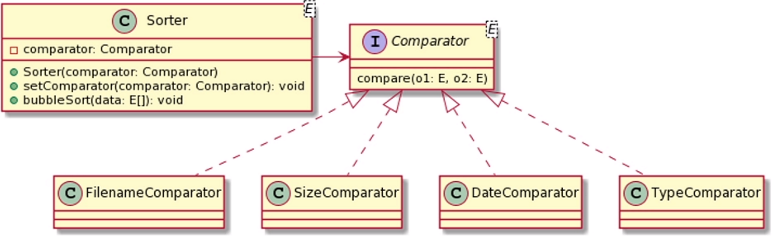 C Sorter E
comparator: Comparator
Sorter(comparator: Comparator)
setComparator(comparator: Comparator): void
bubbleSort(data: E[]): void
I Comparator E
compare(o1: E, o2: E)
C FilenameComparator
C SizeComparator
C DateComparator
C TypeComparator